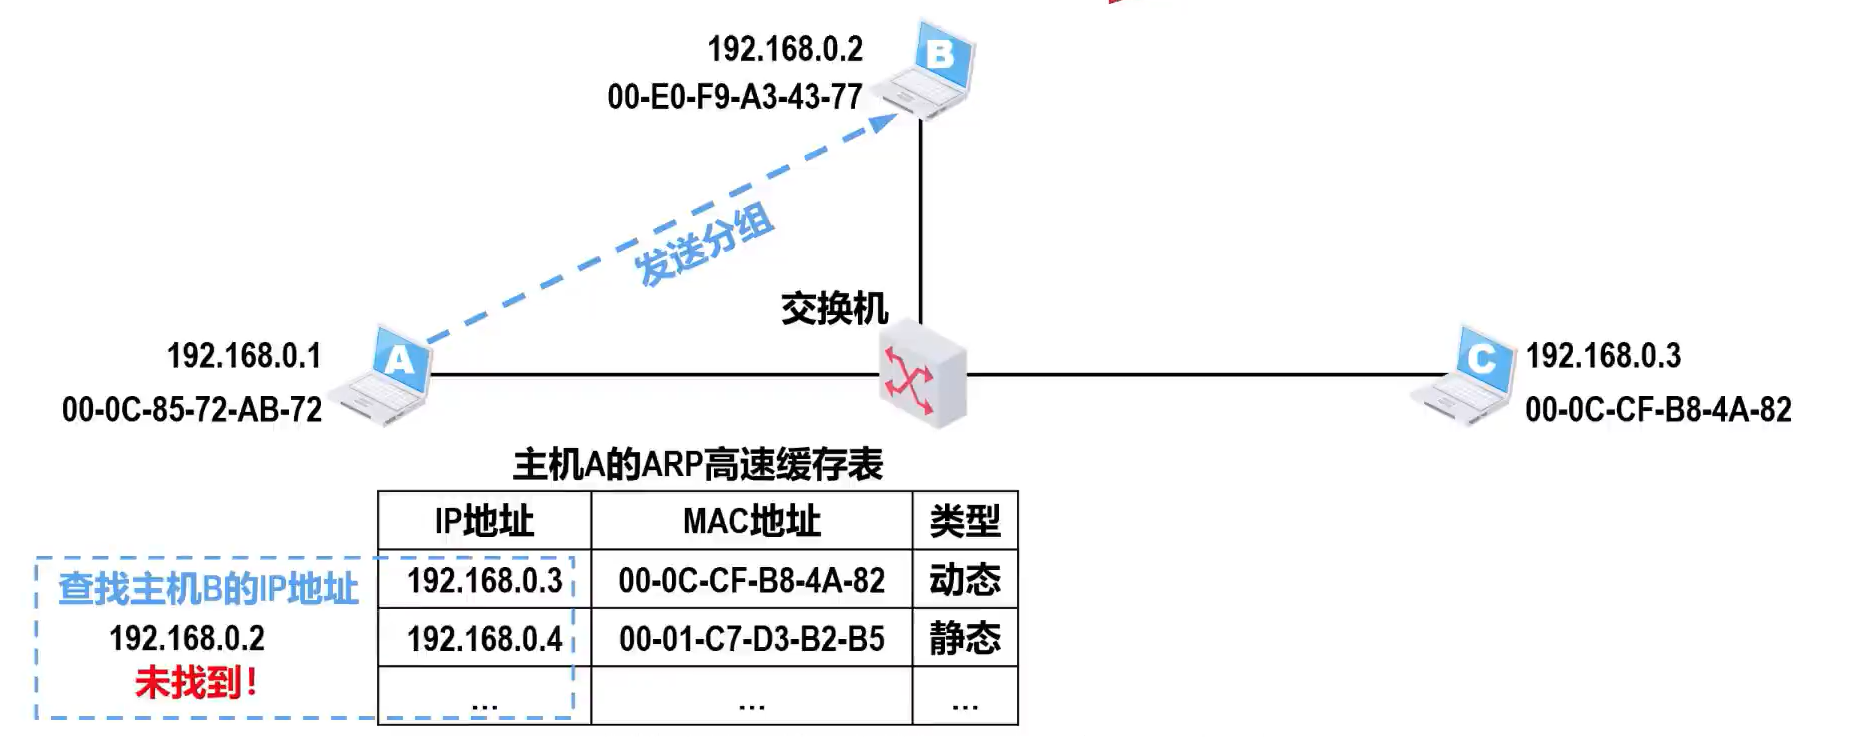 192.168.0.2
00-E0-F9-A3-43-77
B
发送分组
交换机
192.168.0.1
00-0C-85-72-AB-72
A
C
192.168.0.3
00-0C-CF-B8-4A-82
主机A的ARP高速缓存表
IP地址 MAC地址 类型
192.168.0.3 00-0C-CF-B8-4A-82 动态
192.168.0.4 00-01-C7-D3-B2-B5 静态
... ... ...
查找主机B的IP地址
192.168.0.2
未找到！